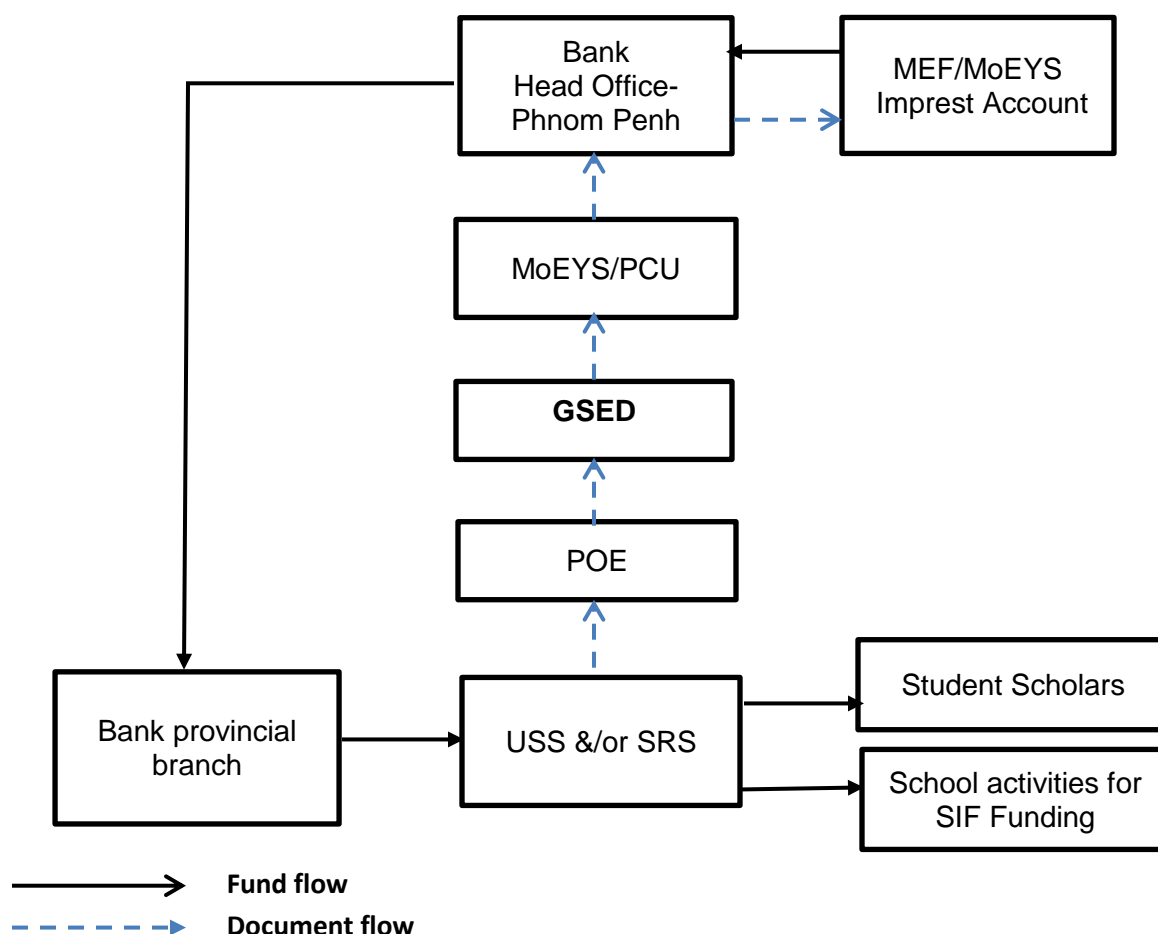 Bank
Head Office-
Phnom Penh
MEF/MoEYS
Imprest Account
MoEYS/PCU
GSED
POE
Bank provincial
branch
USS &/or SRS
Student Scholars
School activities for
SIF Funding
Fund flow
Document flow